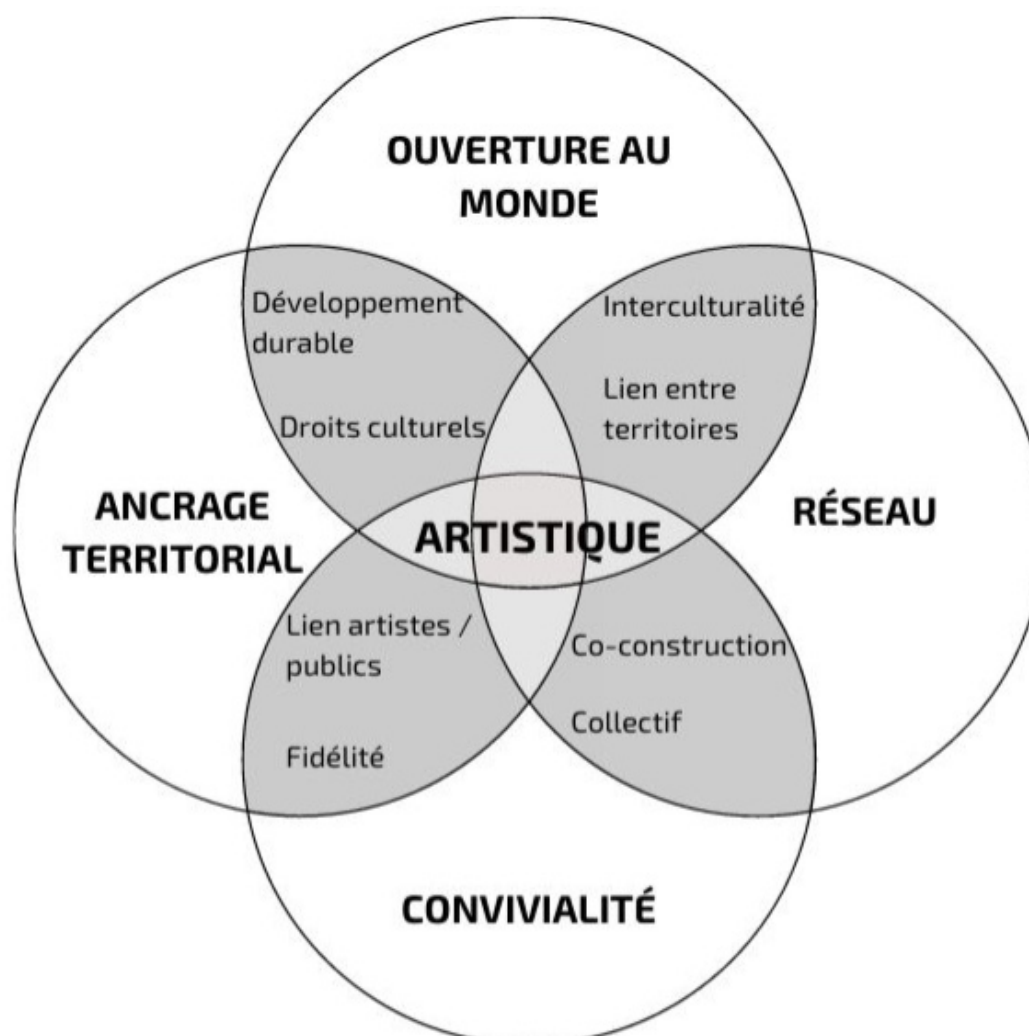 OUVERTURE AU
MONDE
Développement
durable
Droits culturels
Interculturalité
Lien entre
territoires
ANCRAGE
TERRITORIAL
ARTISTIQUE
RÉSEAU
Lien artistes /
publics
Fidélité
Co-construction
Collectif
CONVIVIALITÉ